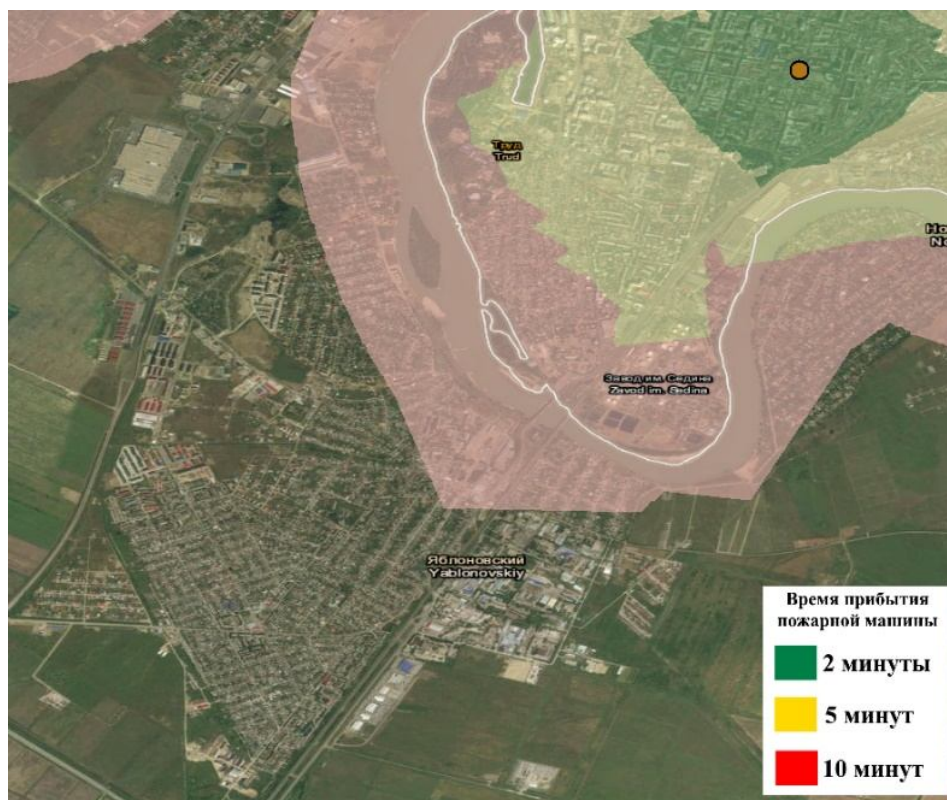 Труд
Trud
Завод им. Седина
Zavod im. Sedina
Яблоновский
Yablonovskiy
Время прибытия
пожарной машины
2 минуты
5 минут
10 минут